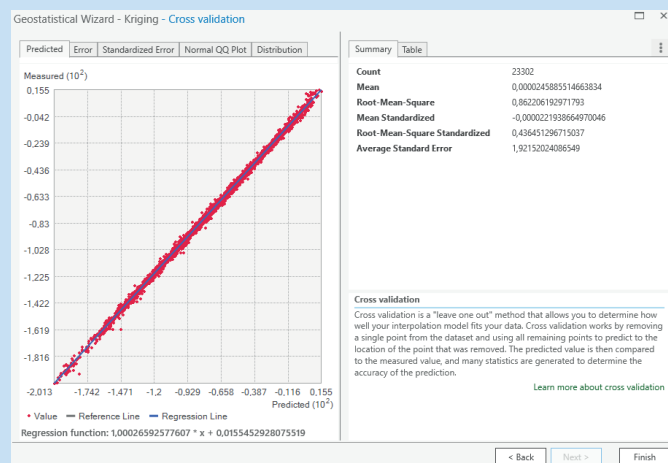 Geostatistical Wizard - Kriging - Cross validation
Predicted Error Standardized Error Normal QQ Plot Distribution
Measured (10²)
0,155
-0,042
-0,239
-0,436
-0,633
-0,83
-1,028
-1,225
-1,422
-1,619
-1,816
-2,013 -1,742 -1,471 -1,2 -0,929 -0,658 -0,387 -0,116 0,155
Predicted (10²)
Value Reference Line Regression Line
Regression function: 1,00026592577607 * x + 0,0155452928075519
Summary Table
Count 23302
Mean 0,0000245885514663834
Root-Mean-Square 0,862206192971793
Mean Standardized -0,0000221938664970046
Root-Mean-Square Standardized 0,436451296715037
Average Standard Error 1,92152024086549
Cross validation
Cross validation is a "leave one out" method that allows you to determine how
well your interpolation model fits your data. Cross validation works by removing
a single point from the dataset and using all remaining points to predict to the
location of the point that was removed. The predicted value is then compared
to the measured value, and many statistics are generated to determine the
accuracy of the prediction.
Learn more about cross validation
< Back Next > Finish